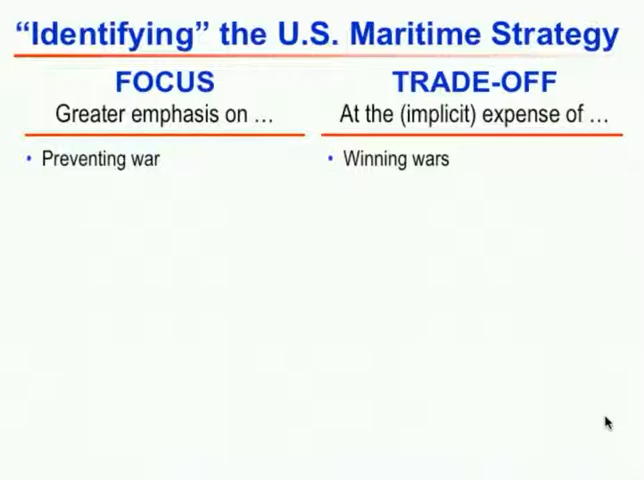 “Identifying” the U.S. Maritime Strategy
FOCUS
Greater emphasis on …
• Preventing war
TRADE-OFF
At the (implicit) expense of …
• Winning wars